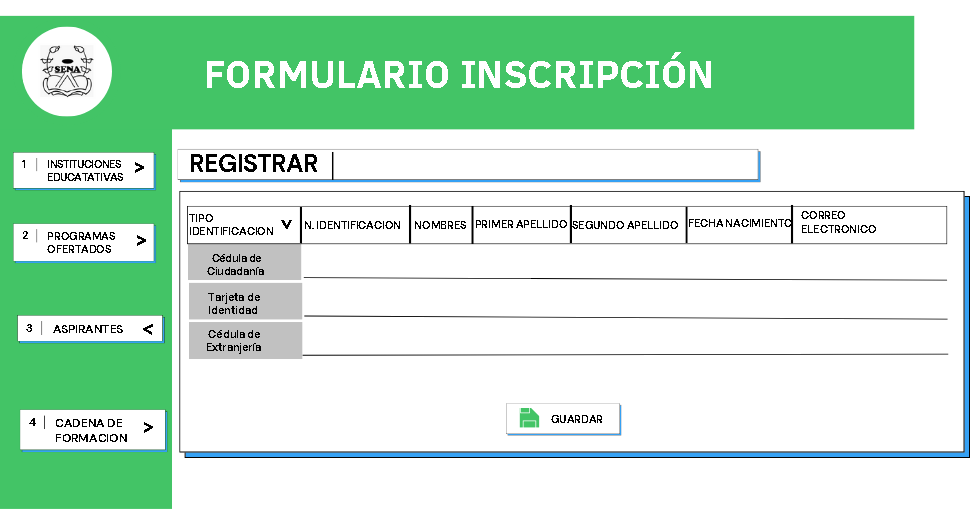 SENA
FORMULARIO INSCRIPCIÓN
1 | INSTITUCIONES
EDUCATATIVAS >
2 | PROGRAMAS
OFERTADOS >
3 | ASPIRANTES <
4 | CADENA DE
FORMACION >
REGISTRAR
TIPO
IDENTIFICACION
N. IDENTIFICACION
NOMBRES
PRIMER APELLIDO
SEGUNDO APELLIDO
FECHA NACIMIENTO
CORREO
ELECTRONICO
Cédula de
Ciudadanía
Tarjeta de
Identidad
Cédula de
Extranjería
GUARDAR